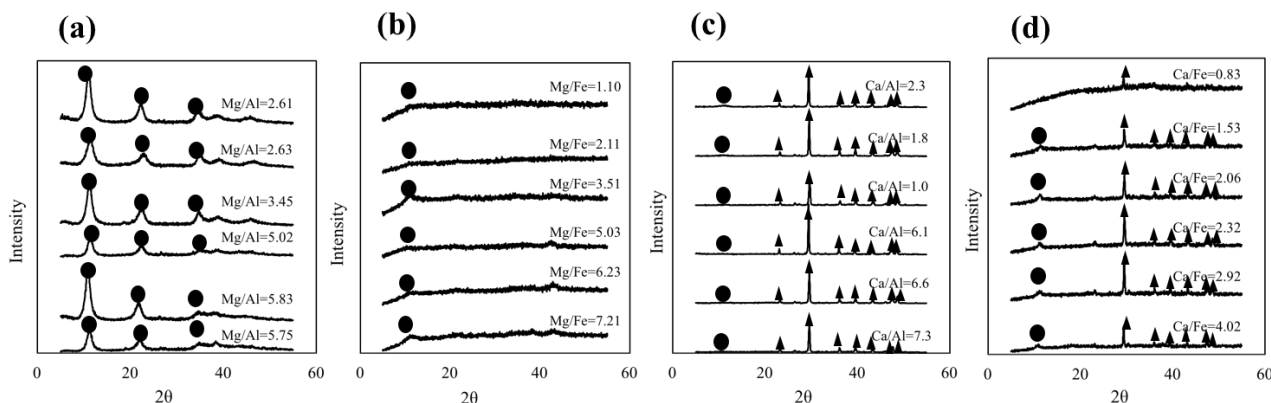 (a)
Intensity
Mg/Al=2.61
Mg/Al=2.63
Mg/Al=3.45
Mg/Al=5.02
Mg/Al=5.83
Mg/Al=5.75
0 20 40 60
2θ
(b)
Intensity
Mg/Fe=1.10
Mg/Fe=2.11
Mg/Fe=3.51
Mg/Fe=5.03
Mg/Fe=6.23
Mg/Fe=7.21
0 20 40 60
2θ
(c)
Intensity
Ca/Al=2.3
Ca/Al=1.8
Ca/Al=1.0
Ca/Al=6.1
Ca/Al=6.6
Ca/Al=7.3
0 20 40 60
2θ
(d)
Intensity
Ca/Fe=0.83
Ca/Fe=1.53
Ca/Fe=2.06
Ca/Fe=2.32
Ca/Fe=2.92
Ca/Fe=4.02
0 20 40 60
2θ